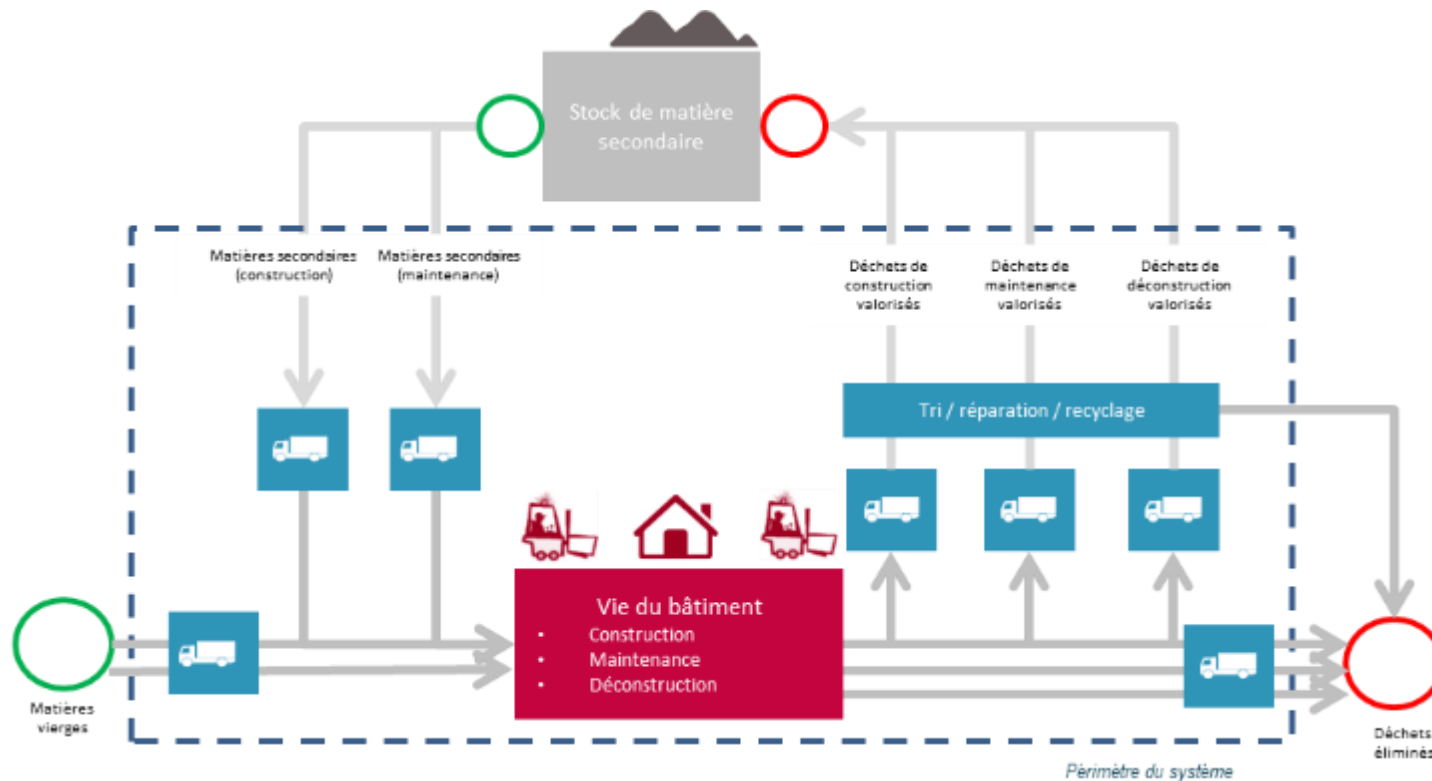 Stock de matière
secondaire
Matières secondaires
(construction)
Matières secondaires
(maintenance)
Déchets de
construction
valorisés
Déchets de
maintenance
valorisés
Déchets de
déconstruction
valorisés
Tri / réparation / recyclage
Vie du bâtiment
• Construction
• Maintenance
• Déconstruction
Matières
vierges
Déchets
éliminés
Périmètre du système